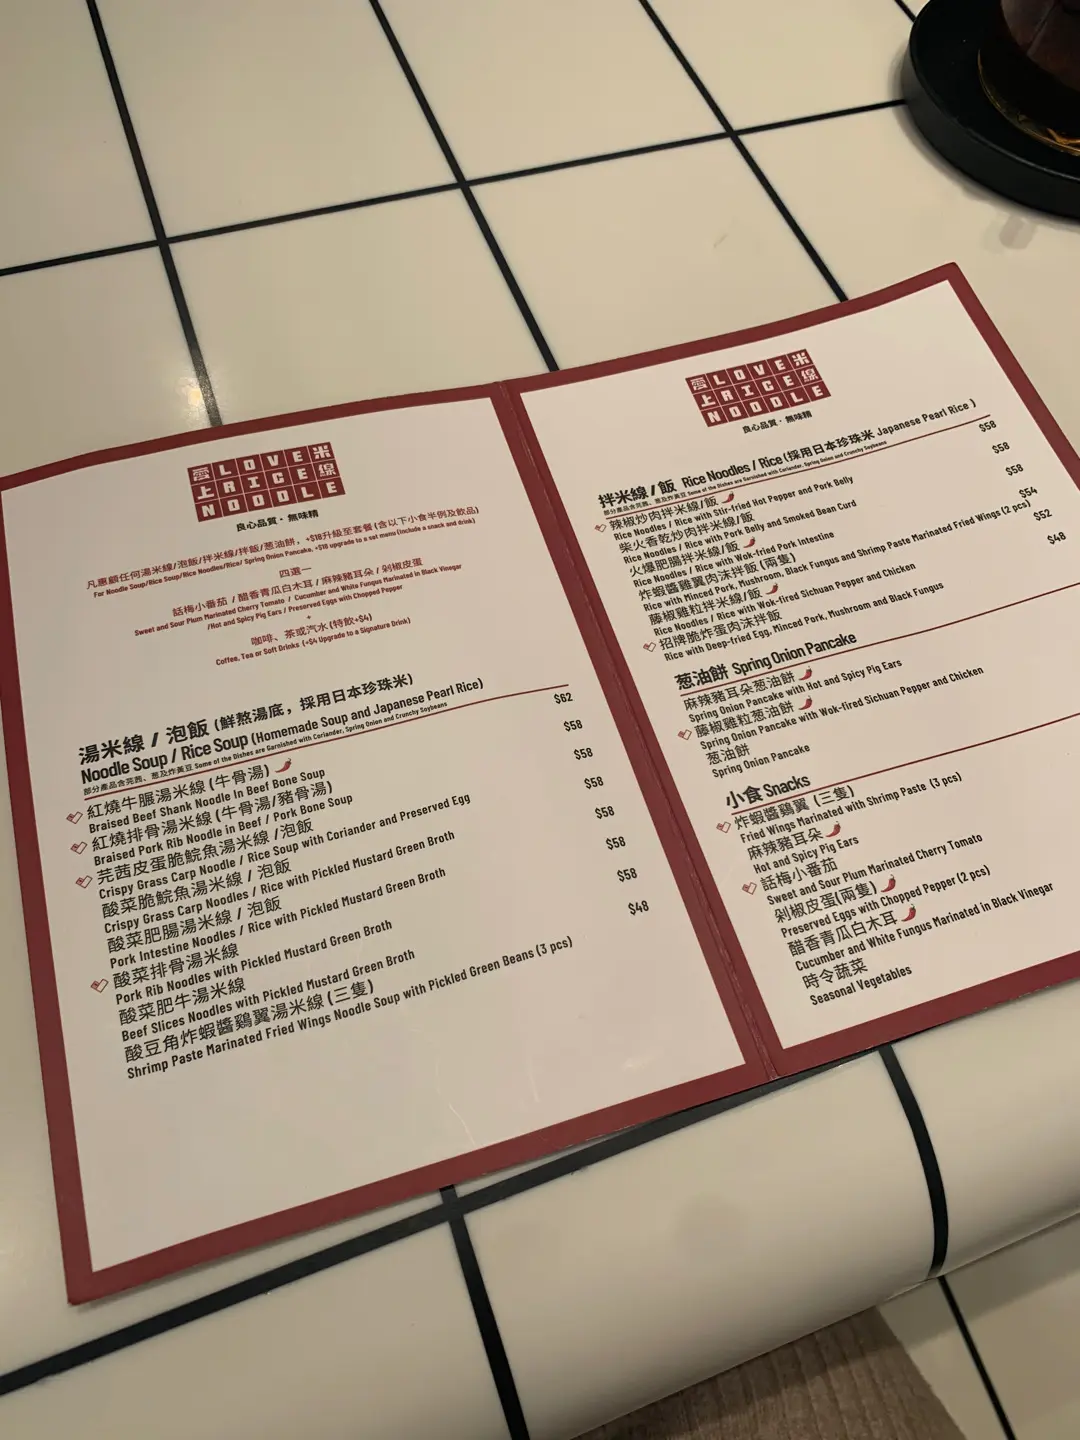 雲 LOVE 米
上 RICE 線
NOODLE
良心品質·無味精
凡惠顧任何湯米線/泡飯/拌米線/拌飯/葱油餅，+$18升級至套餐(含以下小食半例及飲品)
For Noodle Soup/Rice Soup/Rice Noodles/Rice/ Spring Onion Pancake, +$18 upgrade to a set menu(include a snack and drink)
四選一
話梅小番茄 / 醋香青瓜白木耳 / 麻辣豬耳朵 / 剁椒皮蛋
Sweet and Sour Plum Marinated Cherry Tomato / Cucumber and White Fungus Marinated in Black Vinegar
/Hot and Spicy Pig Ears / Preserved Eggs with Chopped Pepper
+
咖啡、茶或汽水(特飲+$4)
Coffee, Tea or Soft Drinks (+$4 Upgrade to a Signature Drink)
湯米線 / 泡飯 (鮮熬湯底，採用日本珍珠米)
Noodle Soup / Rice Soup (Homemade Soup and Japanese Pearl Rice)
部分產品含芫茜、葱及炸黃豆 Some of the Dishes are Garnished with Coriander, Spring Onion and Crunchy Soybeans
紅燒牛𦟌湯米線(牛骨湯) $62
Braised Beef Shank Noodle In Beef Bone Soup
紅燒排骨湯米線(牛骨湯/豬骨湯) $58
Braised Pork Rib Noodle in Beef / Pork Bone Soup
芫茜皮蛋脆鯇魚湯米線 /泡飯 $58
Crispy Grass Carp Noodle / Rice Soup with Coriander and Preserved Egg
酸菜脆鯇魚湯米線 / 泡飯 $58
Crispy Grass Carp Noodles / Rice with Pickled Mustard Green Broth
酸菜肥腸湯米線 / 泡飯 $58
Pork Intestine Noodles / Rice with Pickled Mustard Green Broth
酸菜排骨湯米線 $58
Pork Rib Noodles with Pickled Mustard Green Broth
酸菜肥牛湯米線 $58
Beef Slices Noodles with Pickled Mustard Green Broth
酸豆角炸蝦醬鷄翼湯米線(三隻) $48
Shrimp Paste Marinated Fried Wings Noodle Soup with Pickled Green Beans (3 pcs)
雲 LOVE 米
上 RICE 線
NOODLE
良心品質·無味精
拌米線/飯 Rice Noodles / Rice (採用日本珍珠米 Japanese Pearl Rice )
部分產品含芫茜、葱及炸黃豆 Some of the Dishes are Garnished with Coriander, Spring Onion and Crunchy Soybeans
辣椒炒肉拌米線/飯 $58
Rice Noodles / Rice with Stir-fried Hot Pepper and Pork Belly
柴火香乾炒肉拌米線/飯 $58
Rice Noodles / Rice with Pork Belly and Smoked Bean Curd
火爆肥腸拌米線/飯 $58
Rice Noodles / Rice with Wok-fried Pork Intestine
炸蝦醬雞翼肉沫拌飯(兩隻) $54
Rice with Minced Pork, Mushroom, Black Fungus and Shrimp Paste Marinated Fried Wings (2 pcs)
藤椒雞粒拌米線/飯 $52
Rice Noodles / Rice with Wok-fired Sichuan Pepper and Chicken
招牌脆炸蛋肉沫拌飯 $48
Rice with Deep-fried Egg, Minced Pork, Mushroom and Black Fungus
葱油餅 Spring Onion Pancake
麻辣豬耳朵葱油餅
Spring Onion Pancake with Hot and Spicy Pig Ears
藤椒雞粒葱油餅
Spring Onion Pancake with Wok-fired Sichuan Pepper and Chicken
葱油餅
Spring Onion Pancake
小食 Snacks
炸蝦醬鷄翼 (三隻)
Fried Wings Marinated with Shrimp Paste (3 pcs)
麻辣豬耳朵
Hot and Spicy Pig Ears
話梅小番茄
Sweet and Sour Plum Marinated Cherry Tomato
剁椒皮蛋(兩隻)
Preserved Eggs with Chopped Pepper (2 pcs)
醋香青瓜白木耳
Cucumber and White Fungus Marinated in Black Vinegar
時令蔬菜
Seasonal Vegetables